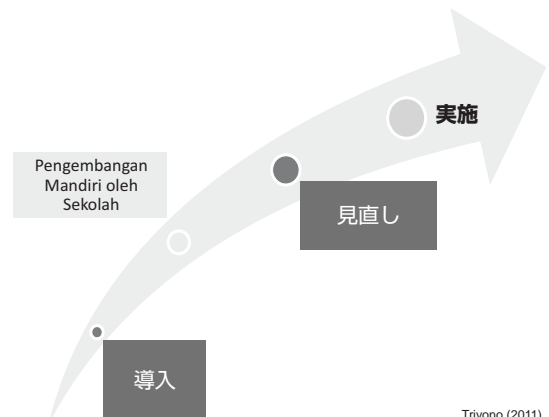 実施
Pengembangan
Mandiri oleh
Sekolah
見直し
導入
Triyono (2011)